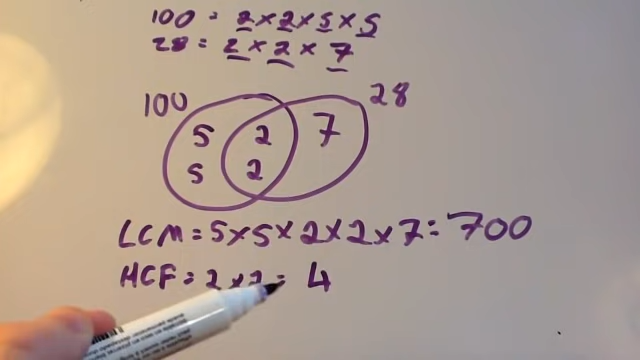 100 = 2×2×5×5
28 = 2×2×7
100 28
5 2 7
5 2
LCM = 5×5×2×2×7 = 700
HCF = 2×2 = 4